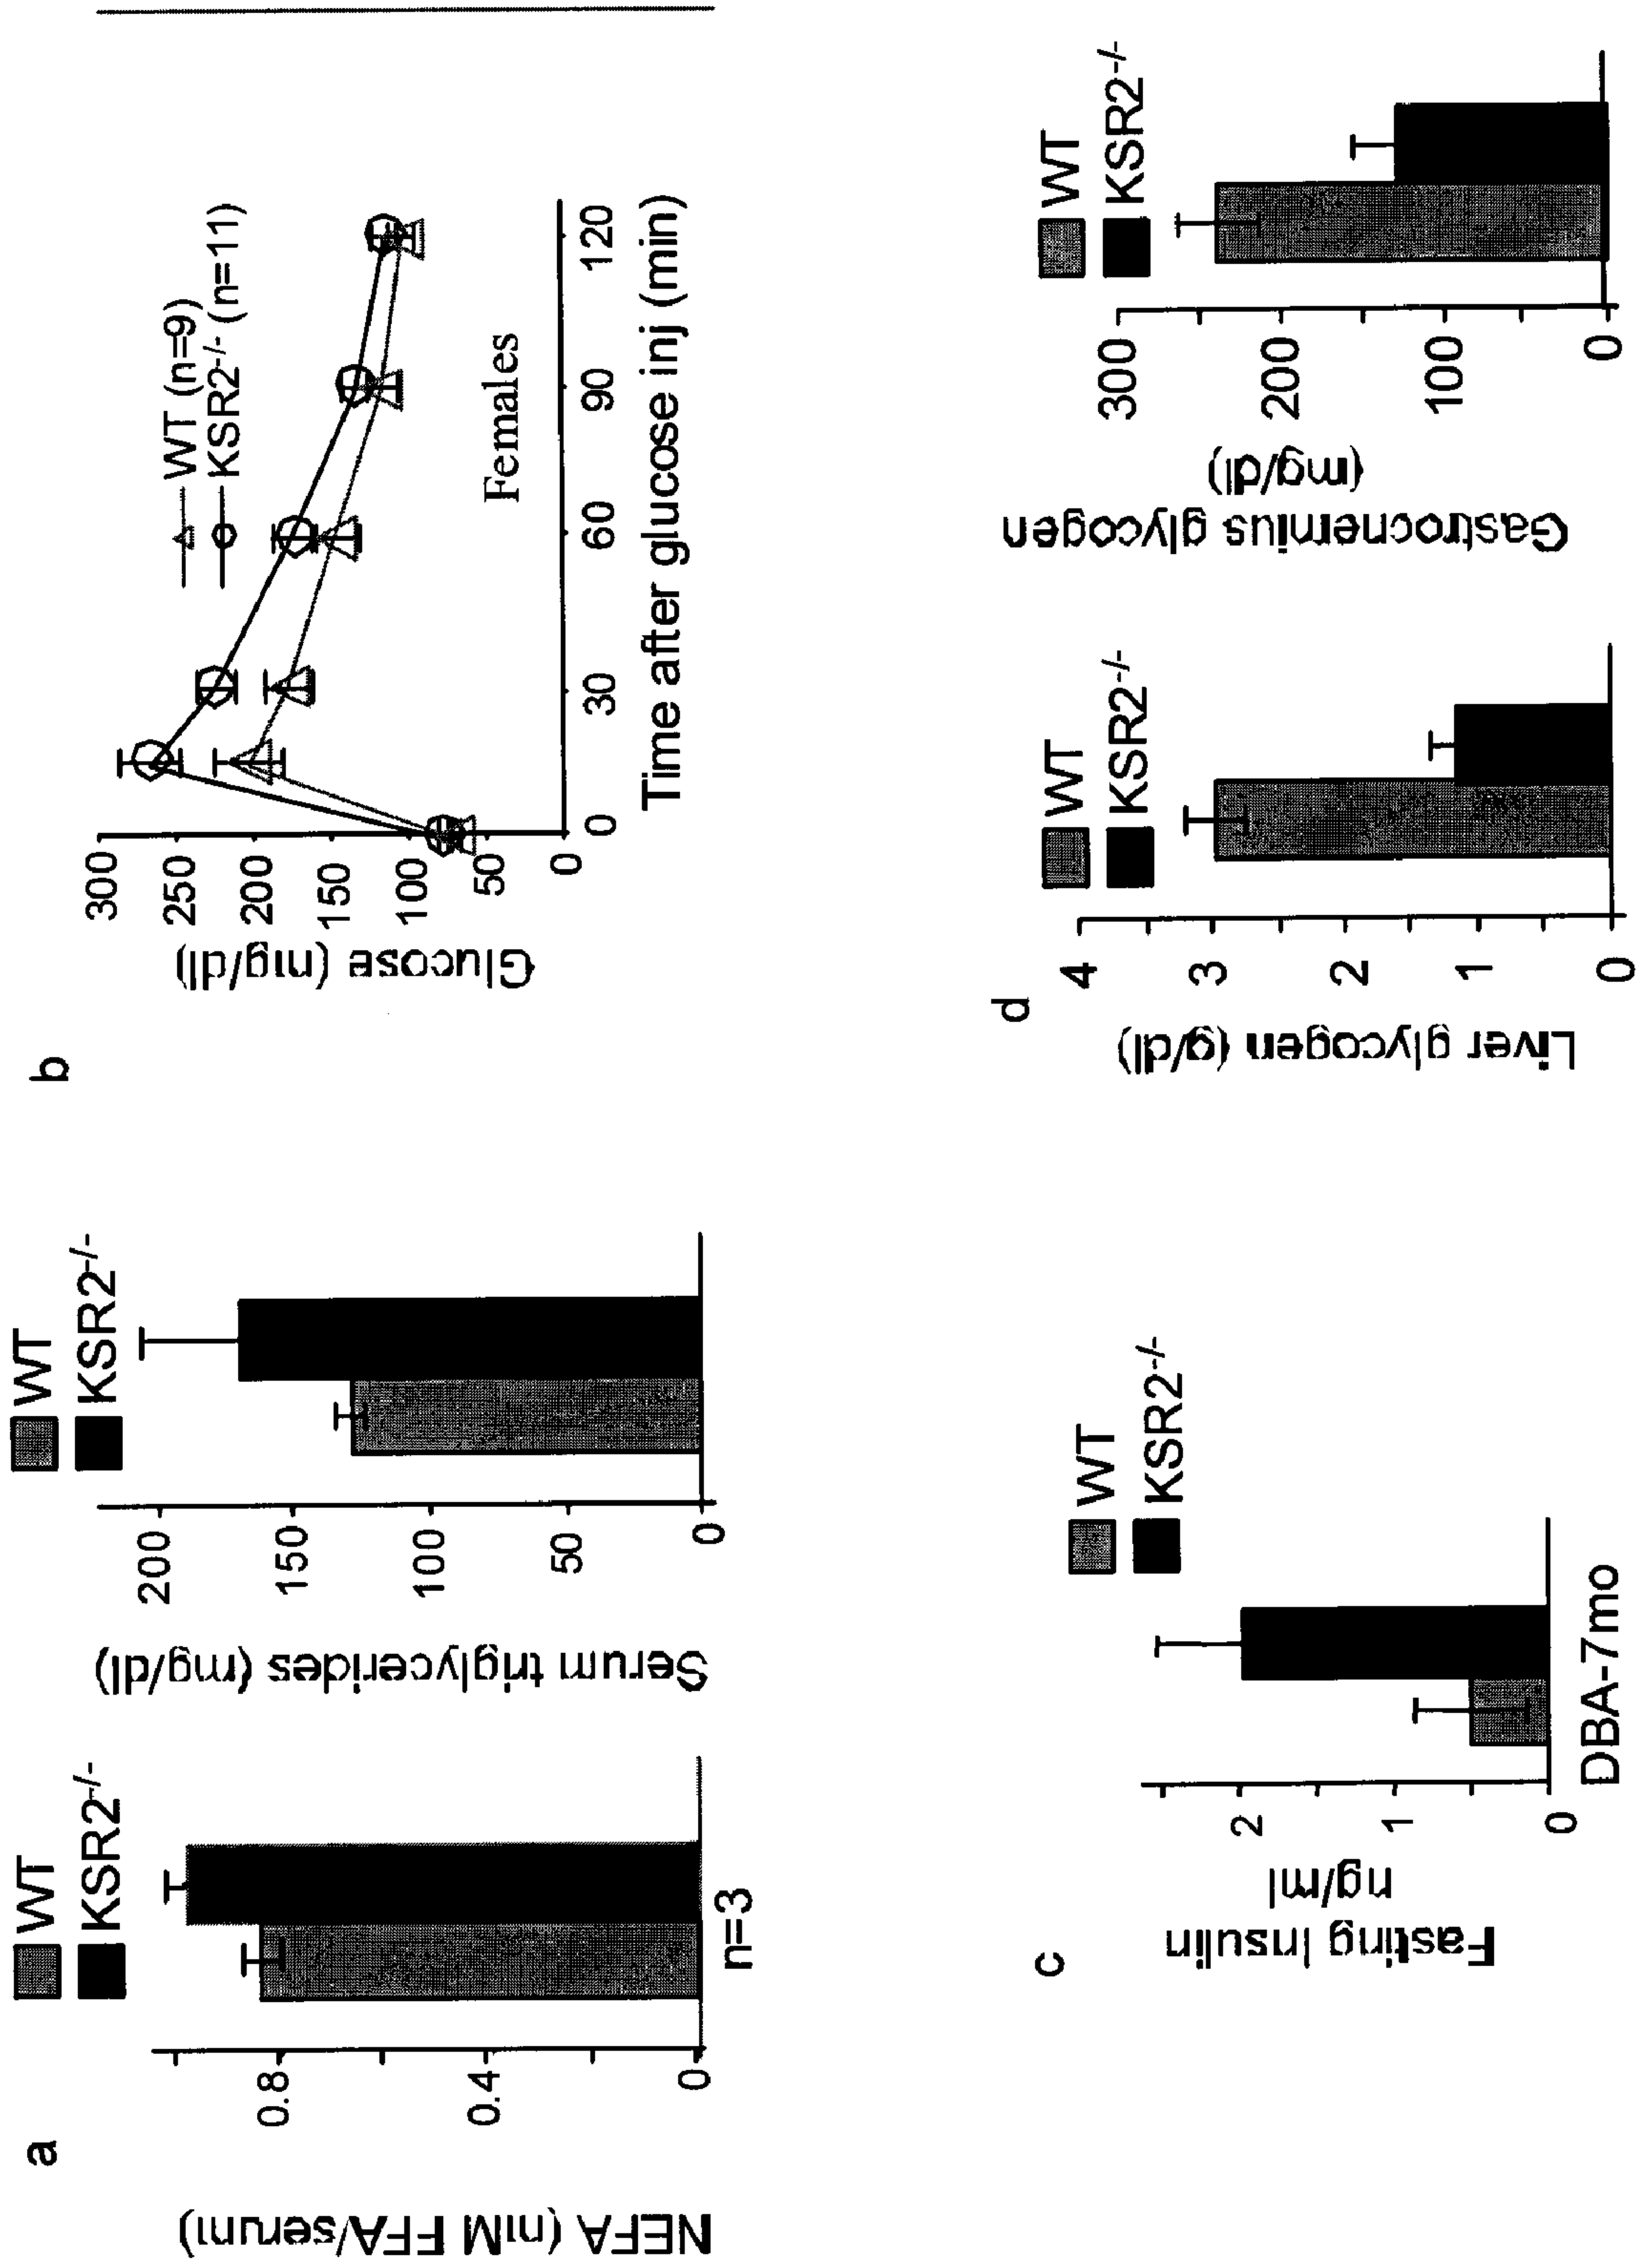 a
NEFA (mM FFA/serum)
0.8
0.4
0
WT
KSR2-/-
n=3
Serum triglycerides (mg/dl)
200
150
100
50
0
WT
KSR2-/-
b
Glucose (mg/dl)
300
250
200
150
100
50
0
WT (n=9)
KSR2-/- (n=11)
Females
0 30 60 90 120
Time after glucose inj (min)
c
Fasting Insulin
ng/ml
2
1
0
WT
KSR2-/-
DBA-7mo
d
Liver glycogen (g/dl)
4
3
2
1
0
WT
KSR2-/-
Gastrocnemius glycogen
(mg/dl)
300
200
100
0
WT
KSR2-/-